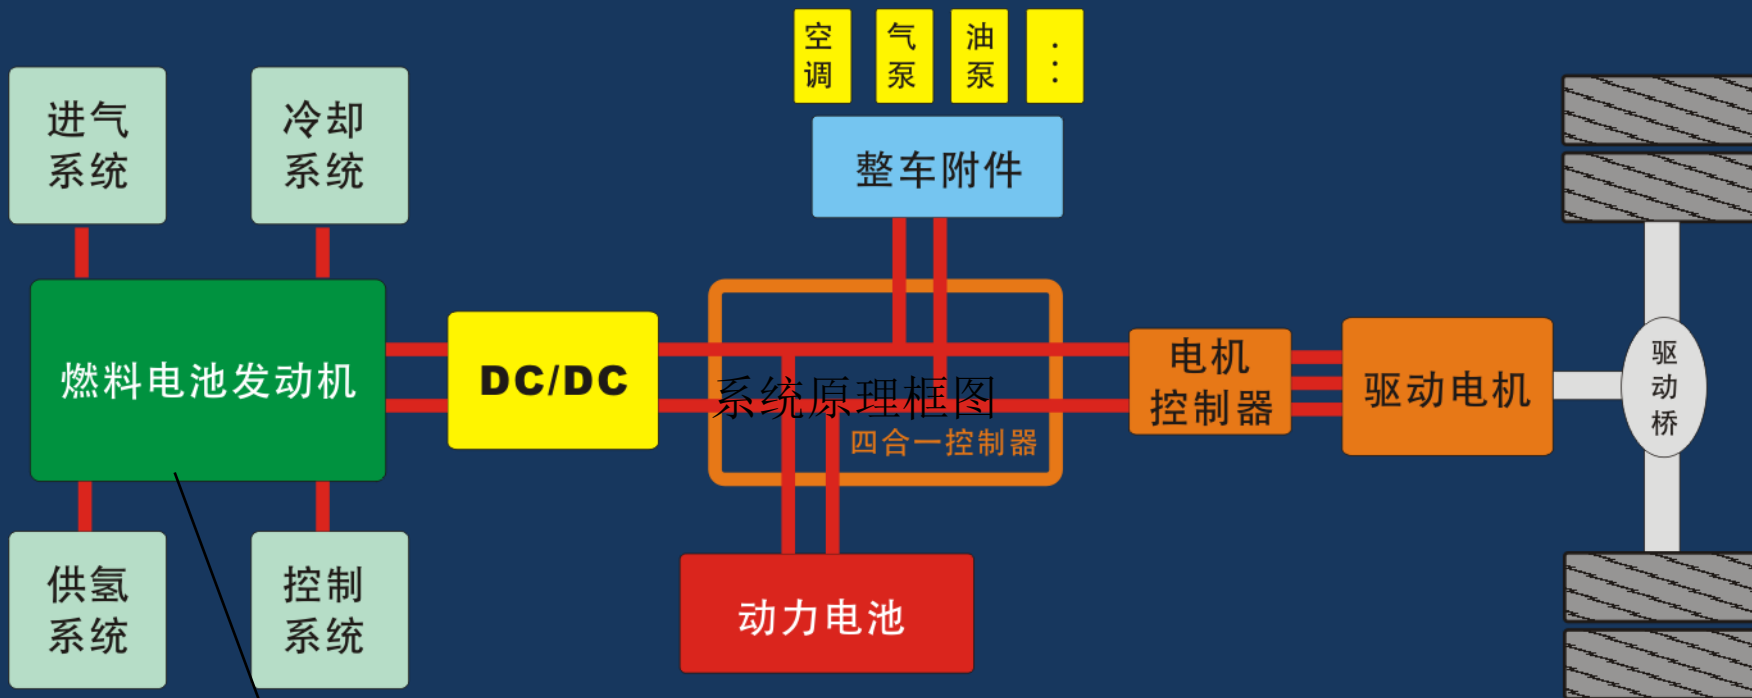 空
调
气
泵
油
泵
⋮
进气
系统
冷却
系统
整车附件
燃料电池发动机
DC/DC
系统原理框图
四合一控制器
电机
控制器
驱动电机
驱
动
桥
供氢
系统
控制
系统
动力电池